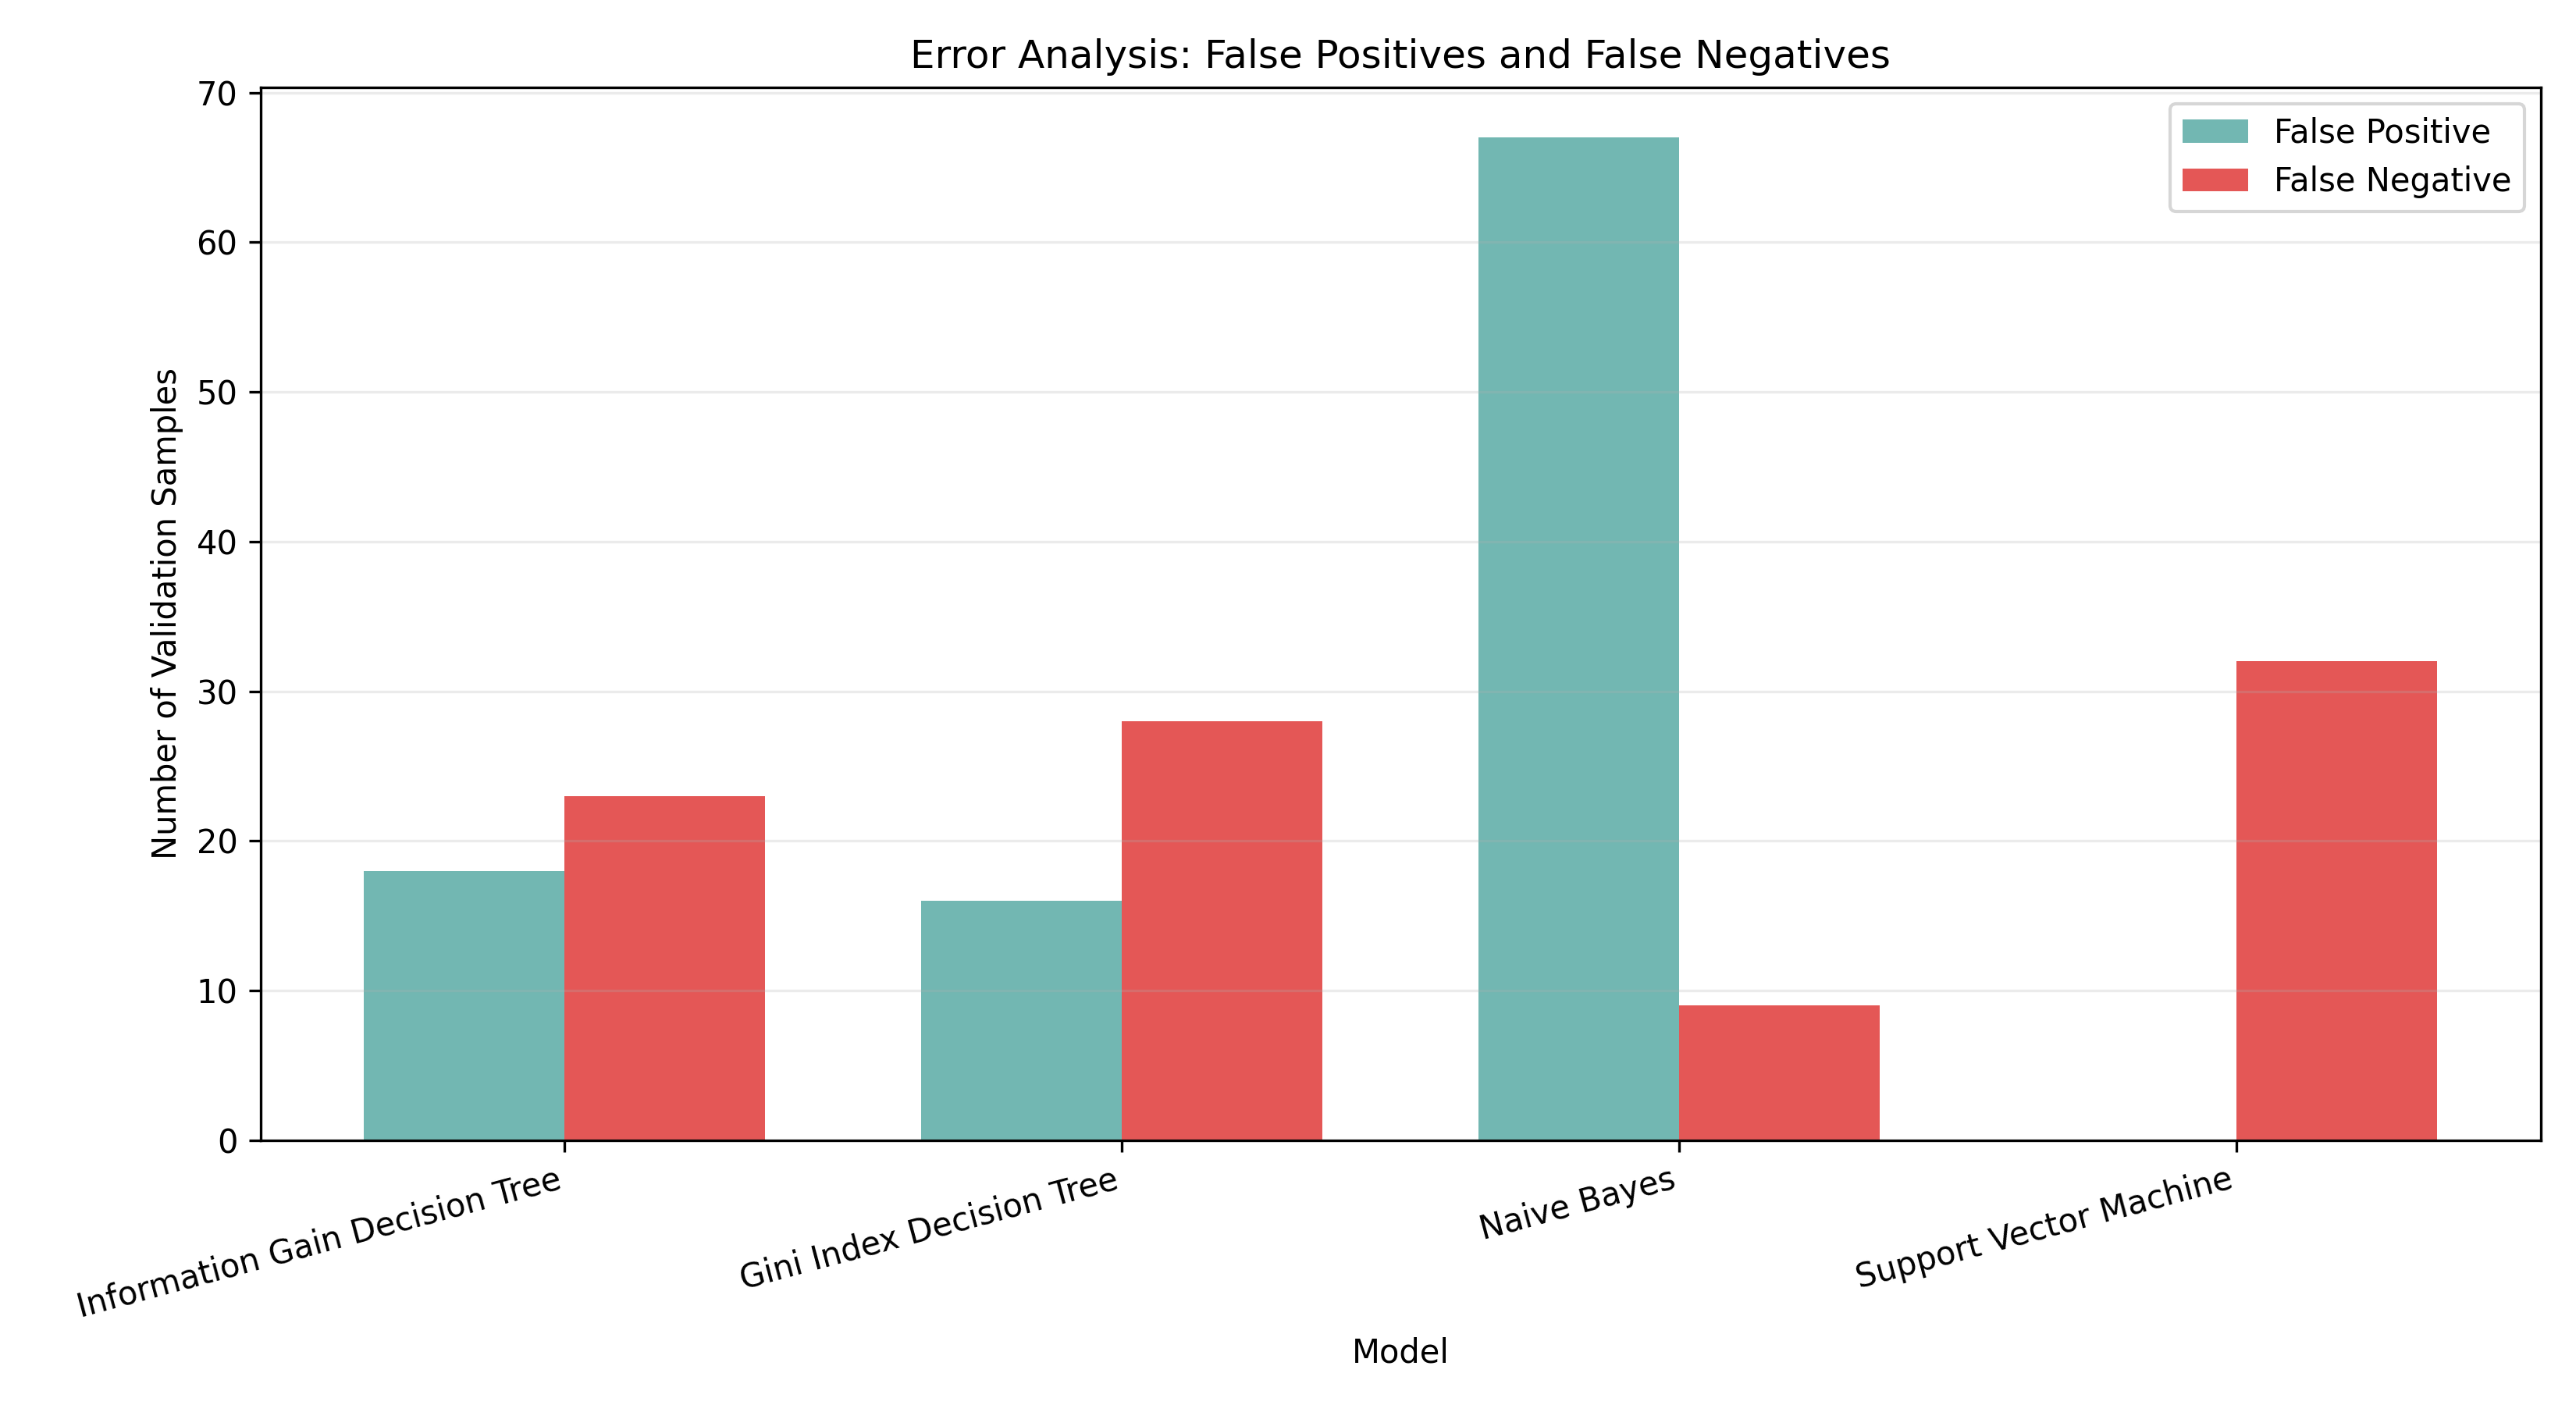 Error Analysis: False Positives and False Negatives
False Positive
False Negative
Number of Validation Samples
70
60
50
40
30
20
10
0
Information Gain Decision Tree
Gini Index Decision Tree
Naive Bayes
Support Vector Machine
Model